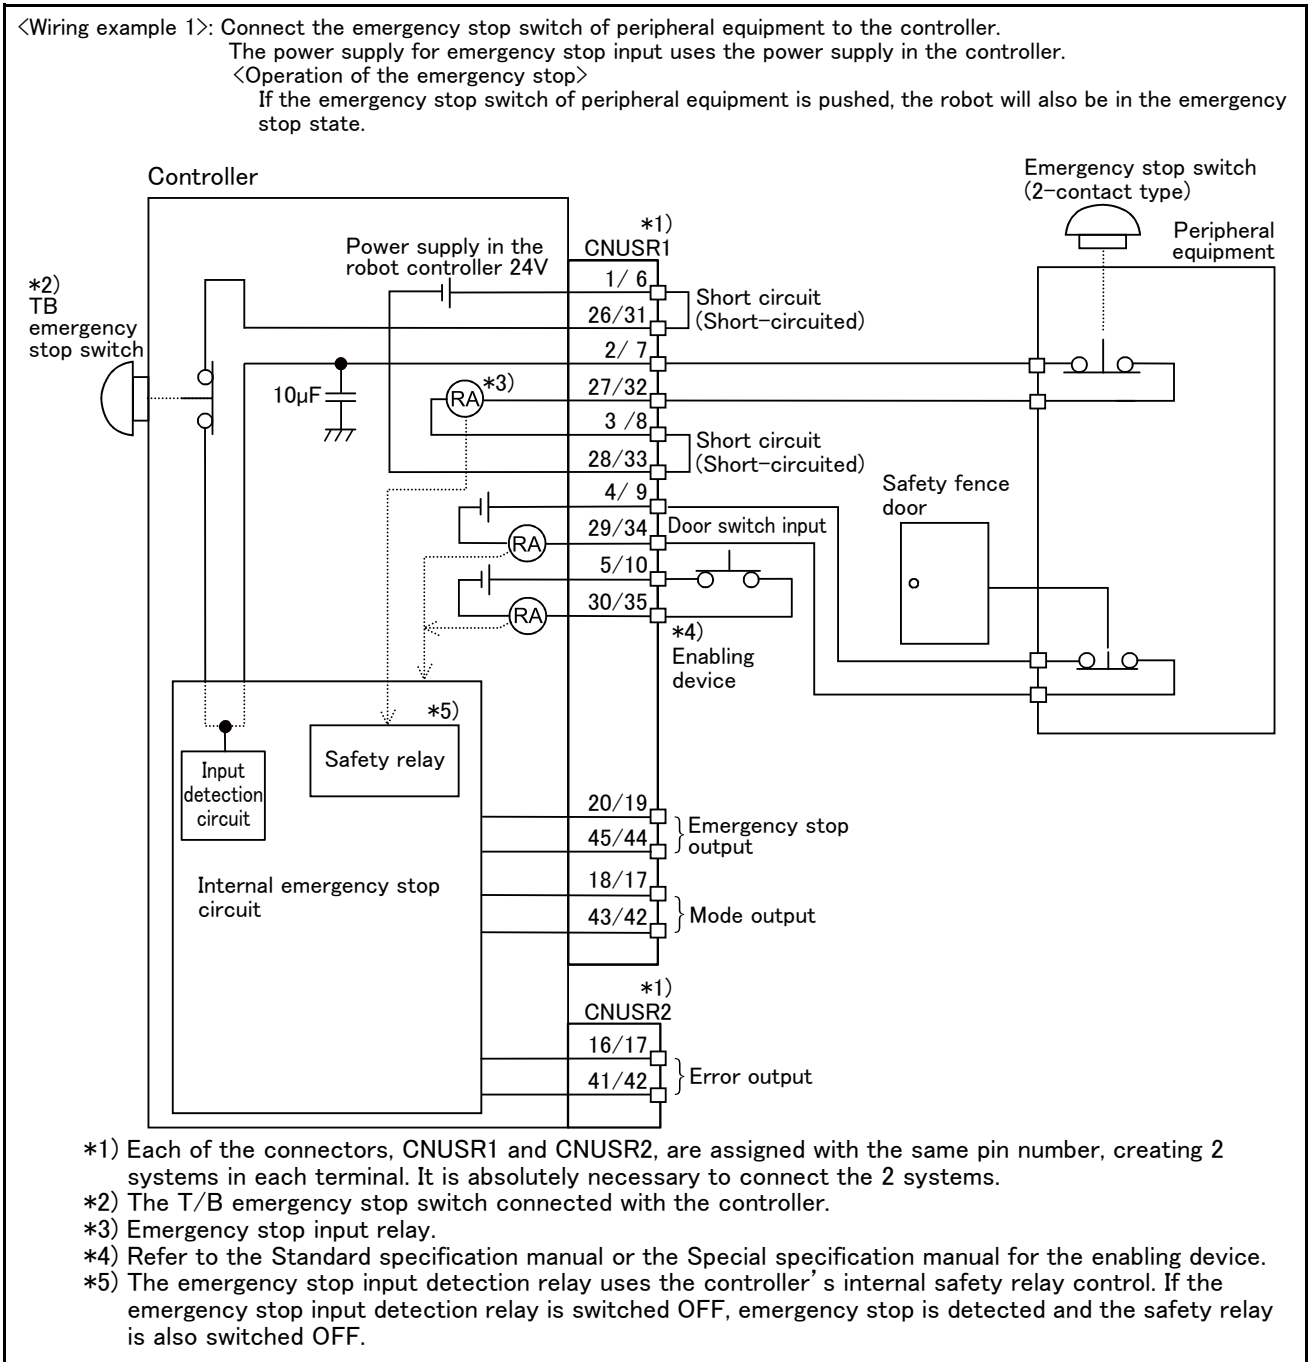 <Wiring example 1>: Connect the emergency stop switch of peripheral equipment to the controller.
The power supply for emergency stop input uses the power supply in the controller.
<Operation of the emergency stop>
If the emergency stop switch of peripheral equipment is pushed, the robot will also be in the emergency
stop state.
Controller
Emergency stop switch
(2-contact type)
Peripheral
equipment
*1)
CNUSR1
Power supply in the
robot controller 24V
*2)
TB
emergency
stop switch
1/ 6
Short circuit
(Short-circuited)
26/31
2/ 7
10μF
RA
*3)
27/32
3 /8
Short circuit
(Short-circuited)
28/33
4/ 9
Safety fence
door
29/34
Door switch input
RA
5/10
30/35
RA
*4)
Enabling
device
*5)
Safety relay
Input
detection
circuit
20/19
Emergency stop
output
45/44
18/17
Internal emergency stop
circuit
43/42
Mode output
*1)
CNUSR2
16/17
Error output
41/42
*1) Each of the connectors, CNUSR1 and CNUSR2, are assigned with the same pin number, creating 2
systems in each terminal. It is absolutely necessary to connect the 2 systems.
*2) The T/B emergency stop switch connected with the controller.
*3) Emergency stop input relay.
*4) Refer to the Standard specification manual or the Special specification manual for the enabling device.
*5) The emergency stop input detection relay uses the controller's internal safety relay control. If the
emergency stop input detection relay is switched OFF, emergency stop is detected and the safety relay
is also switched OFF.